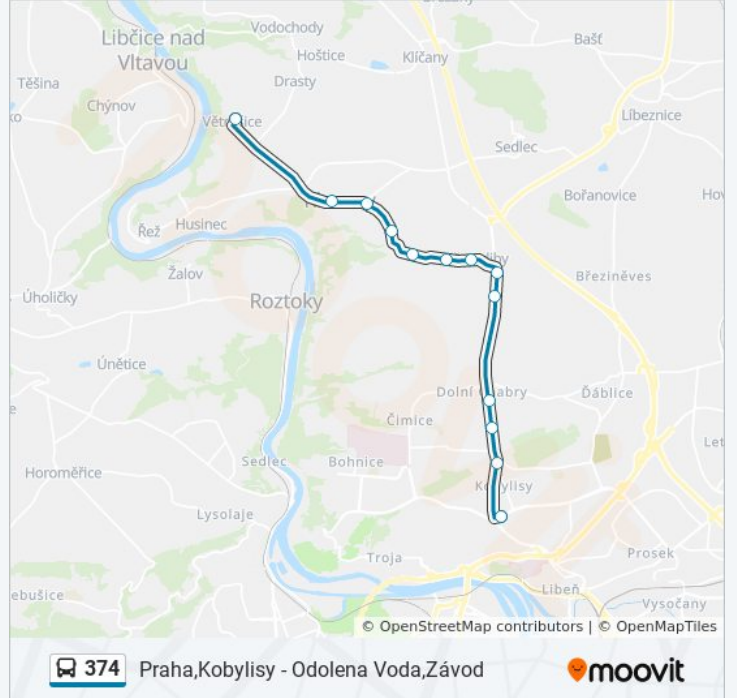 Libčice nad
Vltavou
Vodochody
Hoštice
Klíčany
Bašť
Těšina
Drasty
Chýnov
Líbeznice
Sedlec
Bořanovice
Řež
Husinec
Žalov
Březiněves
Úholičky
Roztoky
Únětice
Dolní Chabry
Ďáblice
Čimice
Sedlec
Bohnice
Horoměřice
Kobylisy
Lysolaje
Troja
Prosek
Libeň
Vysočany
© OpenStreetMap contributors | © OpenMapTiles
374 Praha,Kobylisy - Odolena Voda,Závod
moovit